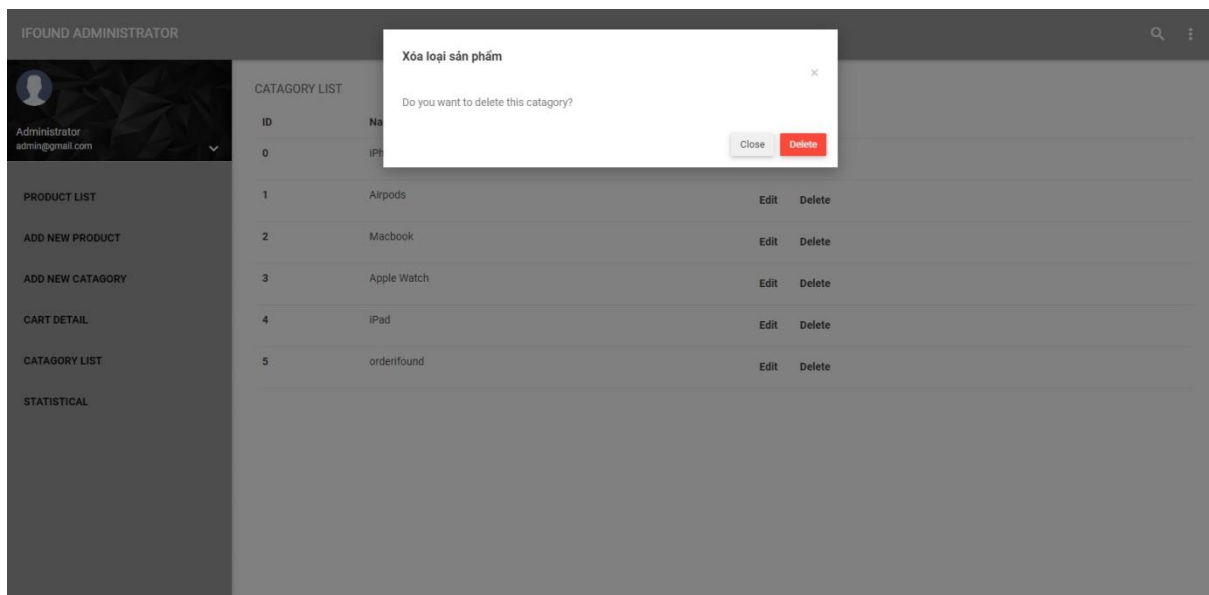 IFOUND ADMINISTRATOR
Xóa loại sản phẩm
×
Do you want to delete this catagory?
Close Delete
Administrator
admin@gmail.com
PRODUCT LIST
ADD NEW PRODUCT
ADD NEW CATAGORY
CART DETAIL
CATAGORY LIST
STATISTICAL
CATAGORY LIST
ID
0
1 Airpods Edit Delete
2 Macbook Edit Delete
3 Apple Watch Edit Delete
4 iPad Edit Delete
5 orderifound Edit Delete